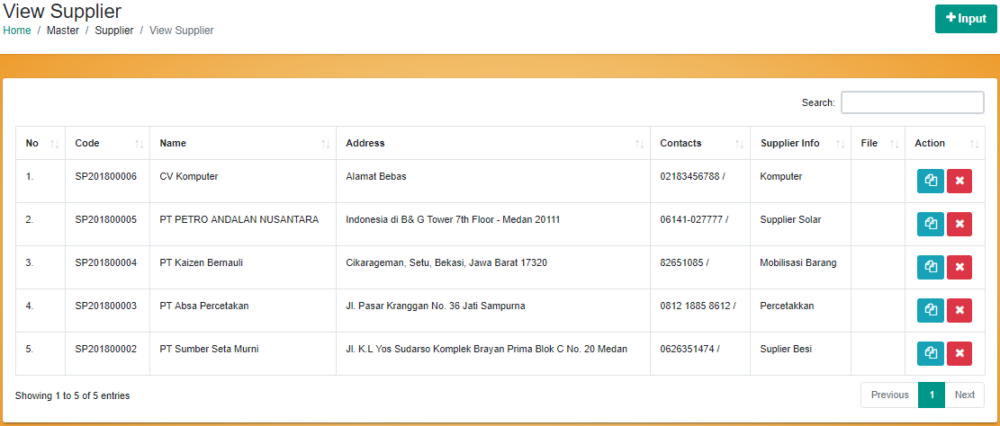 View Supplier
Home / Master / Supplier / View Supplier
Input
Search:
No Code Name Address Contacts Supplier Info File Action
1. SP201800006 CV Komputer Alamat Bebas 02183456788 / Komputer
2. SP201800005 PT PETRO ANDALAN NUSANTARA Indonesia di B& G Tower 7th Floor - Medan 20111 06141-027777 / Supplier Solar
3. SP201800004 PT Kaizen Bernauli Cikarageman, Setu, Bekasi, Jawa Barat 17320 82651085 / Mobilisasi Barang
4. SP201800003 PT Absa Percetakan Jl. Pasar Kranggan No. 36 Jati Sampurna 0812 1885 8612 / Percetakkan
5. SP201800002 PT Sumber Seta Murni Jl. K.L Yos Sudarso Komplek Brayan Prima Blok C No. 20 Medan 0626351474 / Suplier Besi
Showing 1 to 5 of 5 entries
Previous 1 Next